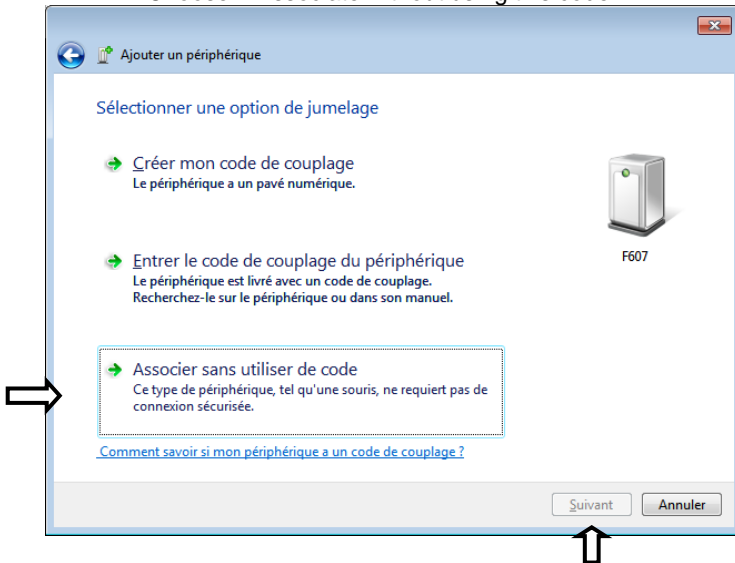 Ajouter un périphérique
Sélectionner une option de jumelage
Créer mon code de couplage
Le périphérique a un pavé numérique.
Entrer le code de couplage du périphérique
Le périphérique est livré avec un code de couplage.
Recherchez-le sur le périphérique ou dans son manuel.
F607
Associer sans utiliser de code
Ce type de périphérique, tel qu'une souris, ne requiert pas de
connexion sécurisée.
Comment savoir si mon périphérique a un code de couplage ?
Suivant
Annuler